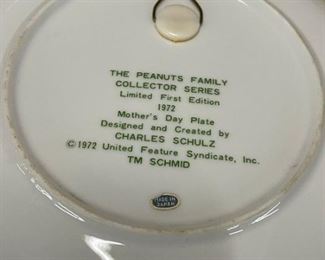 THE PEANUTS FAMILY
COLLECTOR SERIES
Limited First Edition
1972
Mother's Day Plate
Designed and Created by
CHARLES SCHULZ
© 1972 United Feature Syndicate, Inc.
TM SCHMID
MADE IN
JAPAN